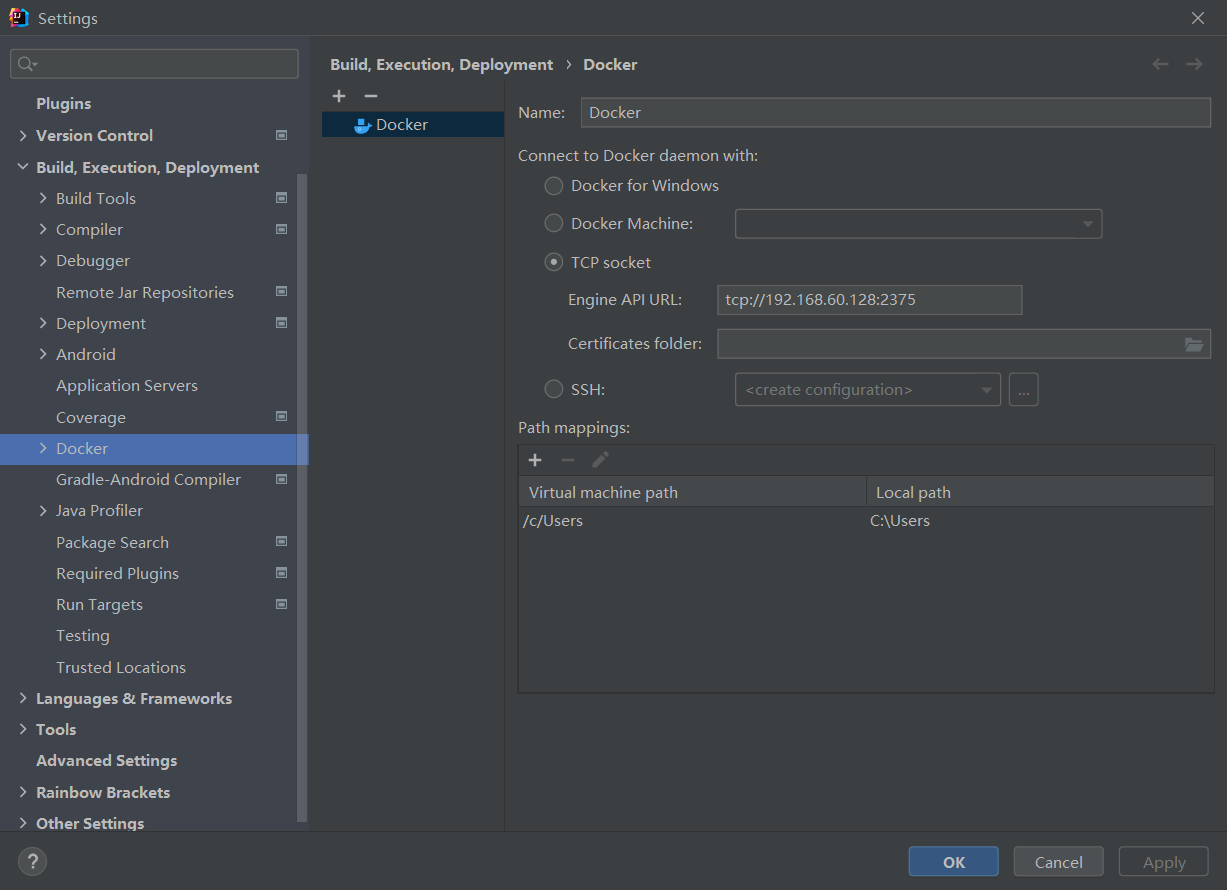 Settings
Plugins
Version Control
Build, Execution, Deployment
Build Tools
Compiler
Debugger
Remote Jar Repositories
Deployment
Android
Application Servers
Coverage
Docker
Gradle-Android Compiler
Java Profiler
Package Search
Required Plugins
Run Targets
Testing
Trusted Locations
Languages & Frameworks
Tools
Advanced Settings
Rainbow Brackets
Other Settings
Build, Execution, Deployment › Docker
Docker
Name: Docker
Connect to Docker daemon with:
Docker for Windows
Docker Machine:
TCP socket
Engine API URL: tcp://192.168.60.128:2375
Certificates folder:
SSH: <create configuration> ...
Path mappings:
Virtual machine path Local path
/c/Users C:\Users
? OK Cancel Apply